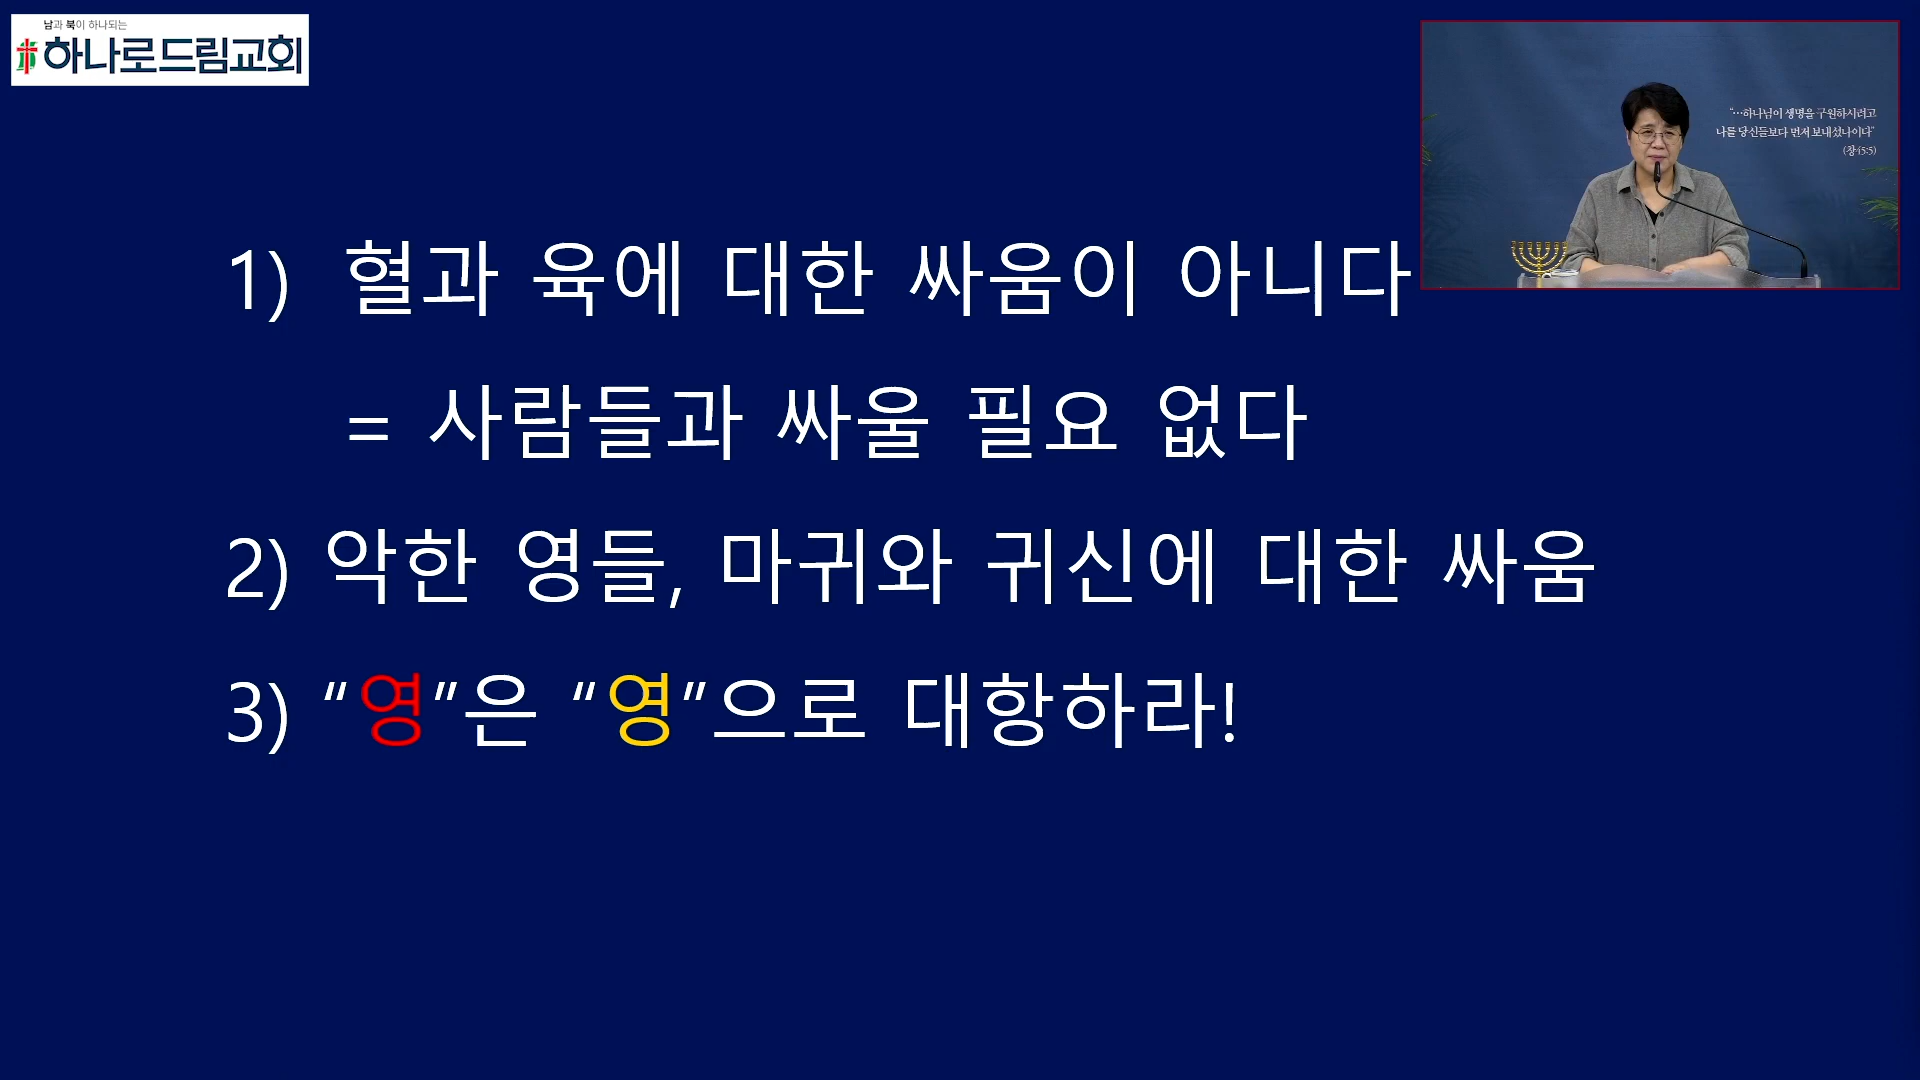 남과 북이 하나되는
하나로드림교회
"…하나님이 생명을 구원하시려고
나를 당신들보다 먼저 보내셨나이다"
(창45:5)
1) 혈과 육에 대한 싸움이 아니다
= 사람들과 싸울 필요 없다
2) 악한 영들, 마귀와 귀신에 대한 싸움
3) “영”은 “영”으로 대항하라!